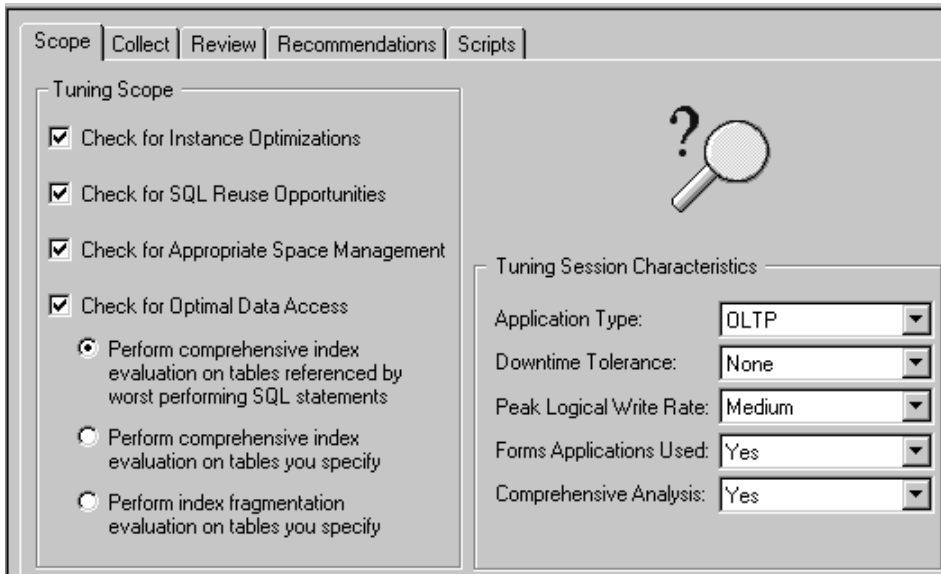 Scope Collect Review Recommendations Scripts
Tuning Scope
Check for Instance Optimizations
Check for SQL Reuse Opportunities
Check for Appropriate Space Management
Check for Optimal Data Access
Perform comprehensive index
evaluation on tables referenced by
worst performing SQL statements
Perform comprehensive index
evaluation on tables you specify
Perform index fragmentation
evaluation on tables you specify
?
Tuning Session Characteristics
Application Type: OLTP
Downtime Tolerance: None
Peak Logical Write Rate: Medium
Forms Applications Used: Yes
Comprehensive Analysis: Yes